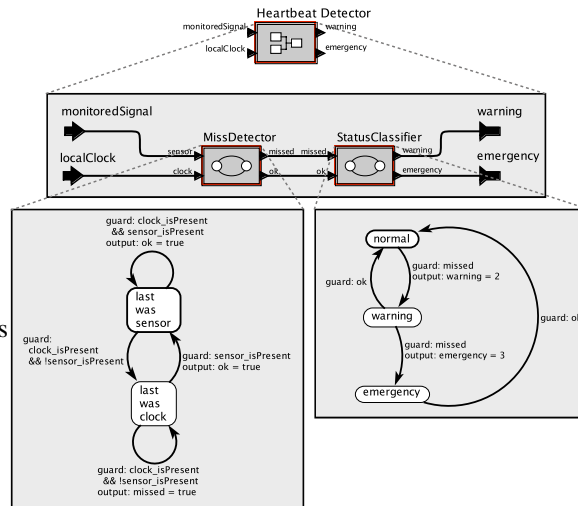 Heartbeat Detector
monitoredSignal
warning
localClock
emergency
monitoredSignal
warning
MissDetector
StatusClassifier
sensor
missed
missed
warning
localClock
emergency
clock
ok
ok
emergency
guard: clock_isPresent
&& sensor_isPresent
output: ok = true
last
was
sensor
guard:
clock_isPresent
&& !sensor_isPresent
guard: sensor_isPresent
output: ok = true
last
was
clock
guard: clock_isPresent
&& !sensor_isPresent
output: missed = true
normal
guard: missed
output: warning = 2
guard: ok
warning
guard: missed
output: emergency = 3
emergency